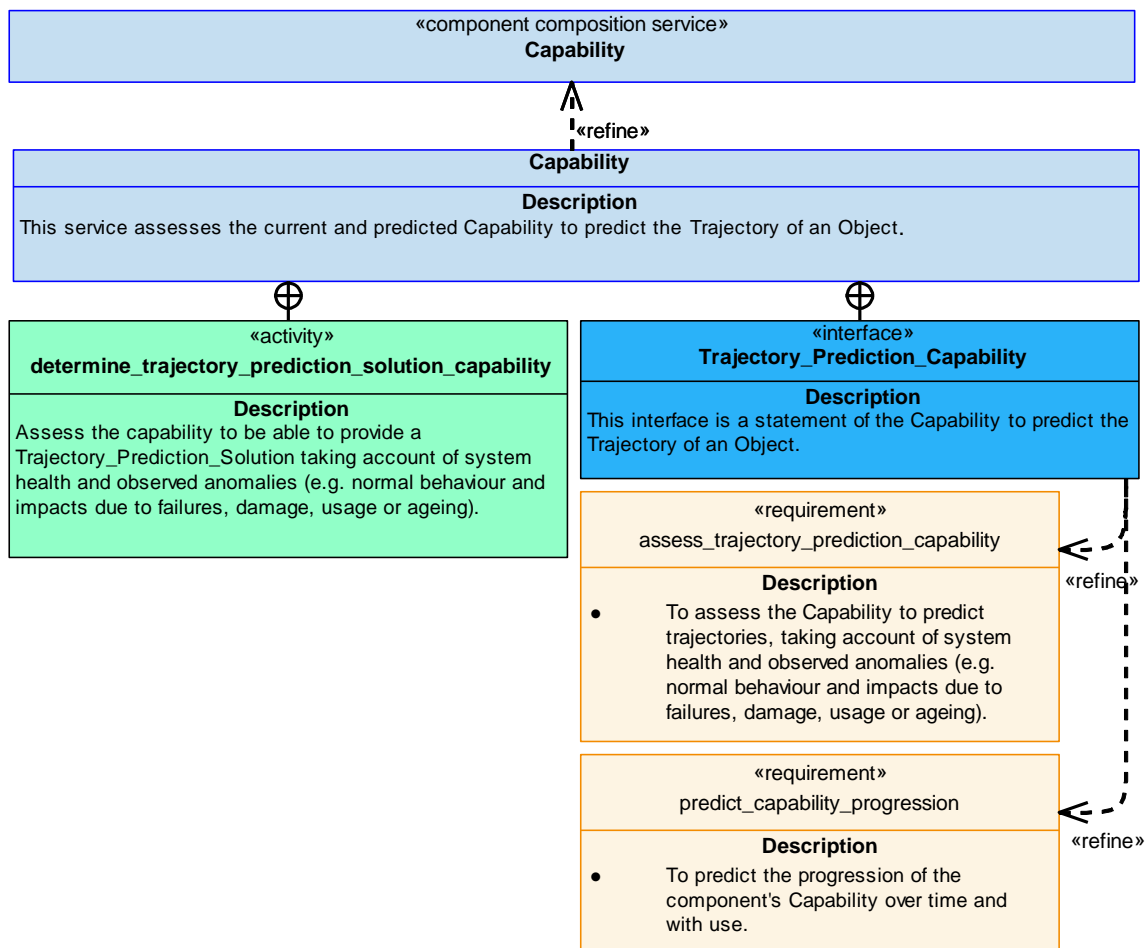 «component composition service»
Capability
«refine»
Capability
Description
This service assesses the current and predicted Capability to predict the Trajectory of an Object.
«activity»
determine_trajectory_prediction_solution_capability
Description
Assess the capability to be able to provide a
Trajectory_Prediction_Solution taking account of system
health and observed anomalies (e.g. normal behaviour and
impacts due to failures, damage, usage or ageing).
«interface»
Trajectory_Prediction_Capability
Description
This interface is a statement of the Capability to predict the
Trajectory of an Object.
«requirement»
assess_trajectory_prediction_capability
«refine»
Description
● To assess the Capability to predict
trajectories, taking account of system
health and observed anomalies (e.g.
normal behaviour and impacts due to
failures, damage, usage or ageing).
«requirement»
predict_capability_progression
«refine»
Description
● To predict the progression of the
component's Capability over time and
with use.